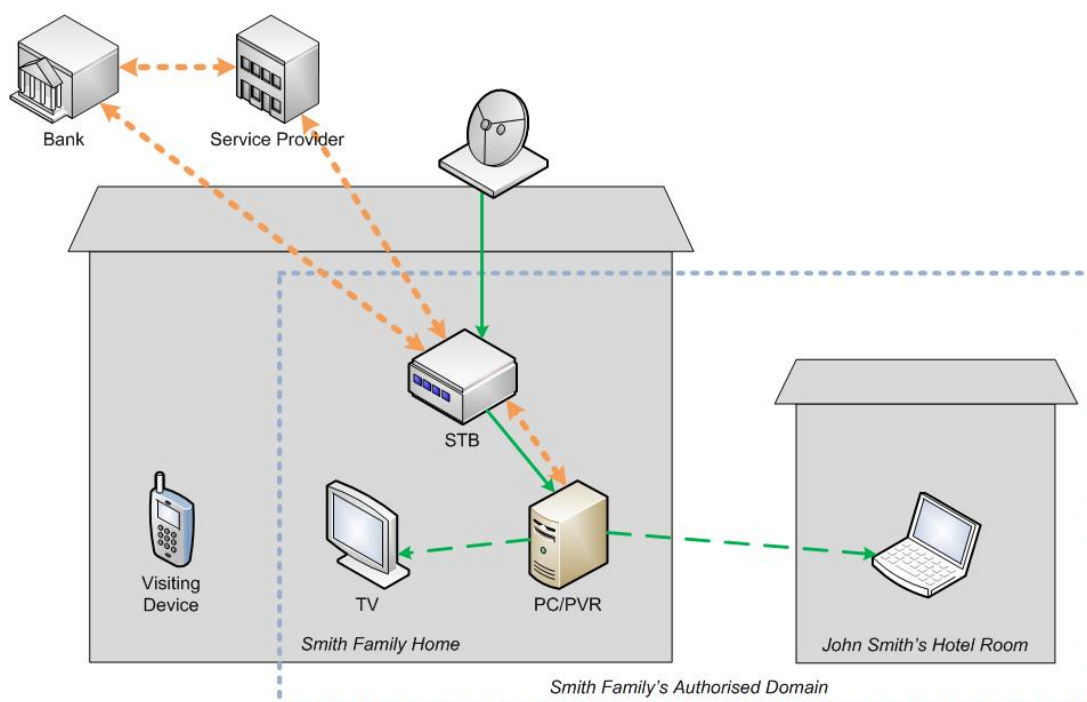 Bank
Service Provider
STB
Visiting
Device
TV
PC/PVR
Smith Family Home
John Smith's Hotel Room
Smith Family's Authorised Domain